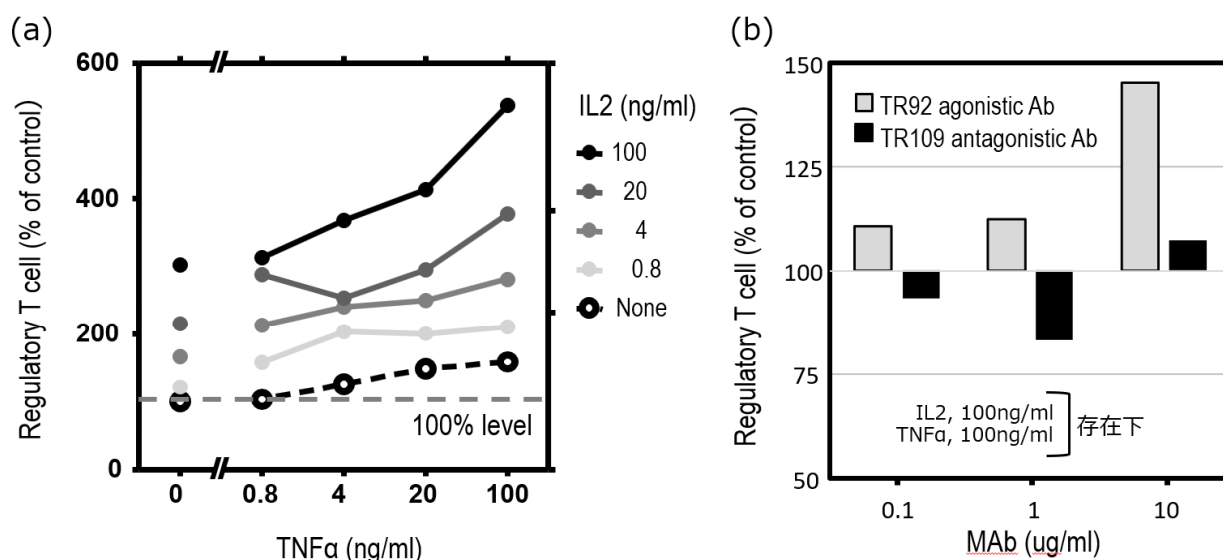 (a)
600
400
200
0
Regulatory T cell (% of control)
0
0.8
4
20
100
TNFα (ng/ml)
100% level
IL2 (ng/ml)
100
20
4
0.8
None
(b)
150
125
100
75
50
Regulatory T cell (% of control)
TR92 agonistic Ab
TR109 antagonistic Ab
IL2, 100ng/ml
TNFα, 100ng/ml
存在下
0.1
1
10
MAb (ug/ml)